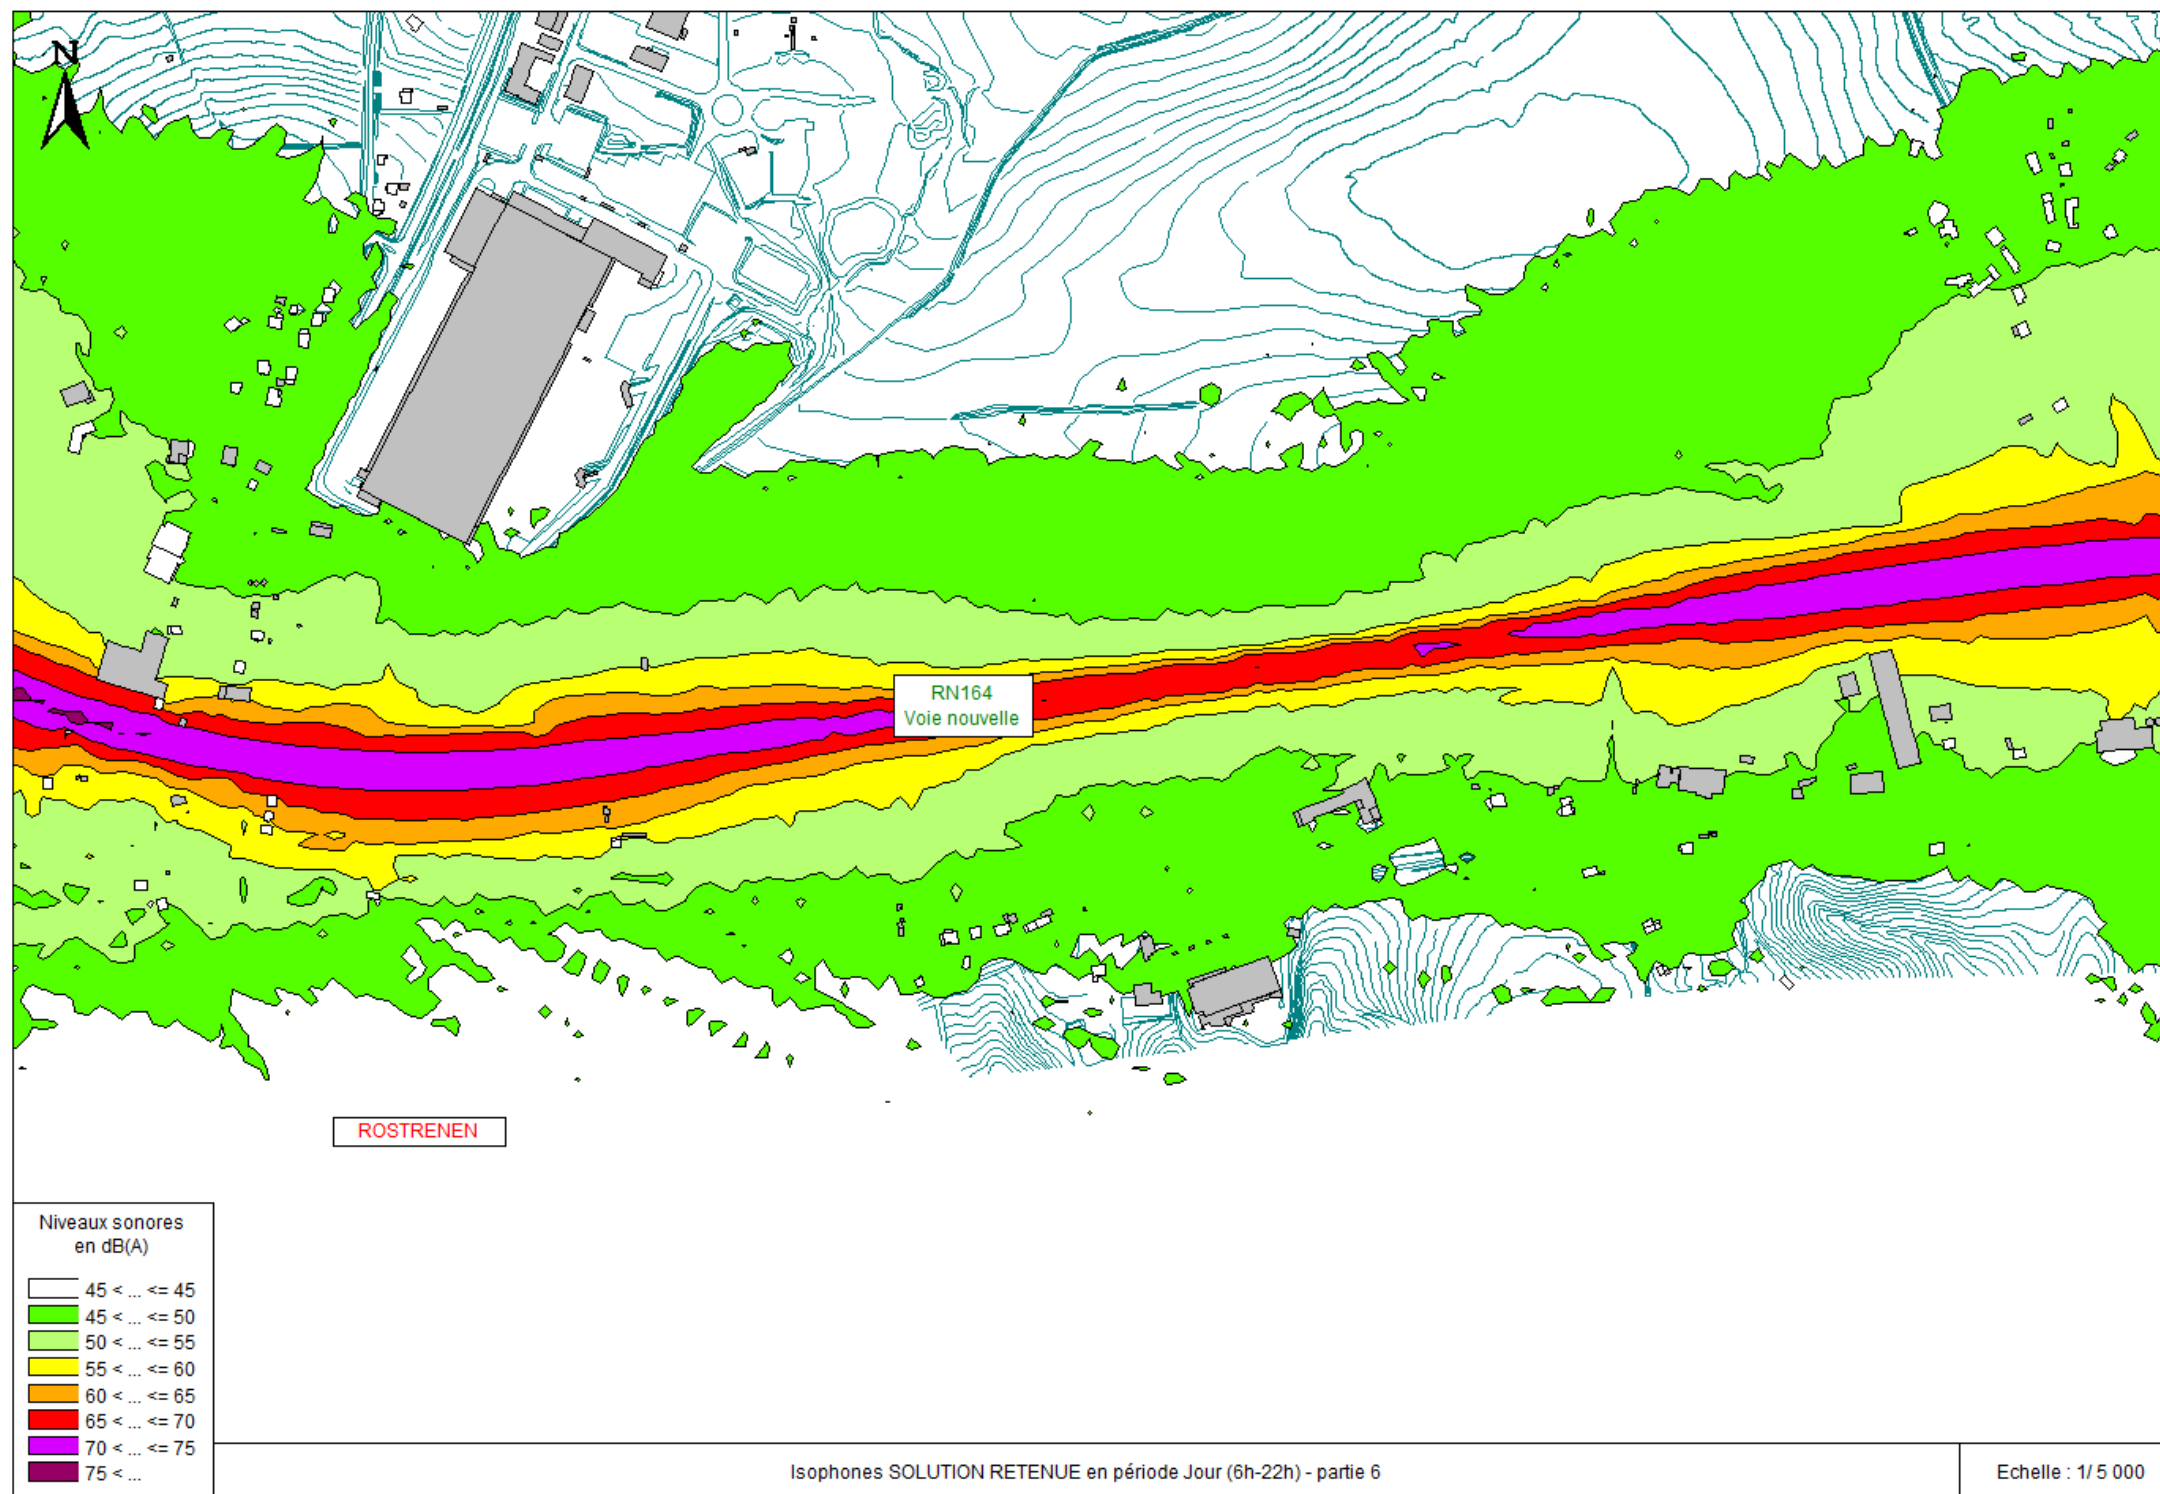 N
RN164
Voie nouvelle
ROSTRENEN
Niveaux sonores
en dB(A)
45 < ... <= 45
45 < ... <= 50
50 < ... <= 55
55 < ... <= 60
60 < ... <= 65
65 < ... <= 70
70 < ... <= 75
75 < ...
Isophones SOLUTION RETENUE en période Jour (6h-22h) - partie 6
Echelle : 1/ 5 000